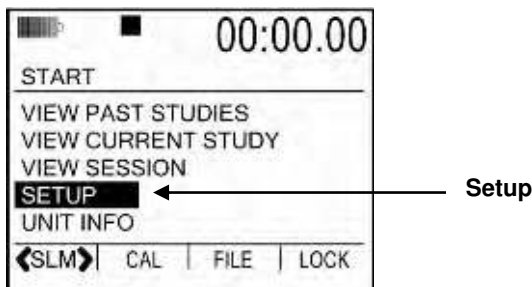 00:00.00
START
VIEW PAST STUDIES
VIEW CURRENT STUDY
VIEW SESSION
SETUP Setup
UNIT INFO
❮SLM❯ CAL FILE LOCK